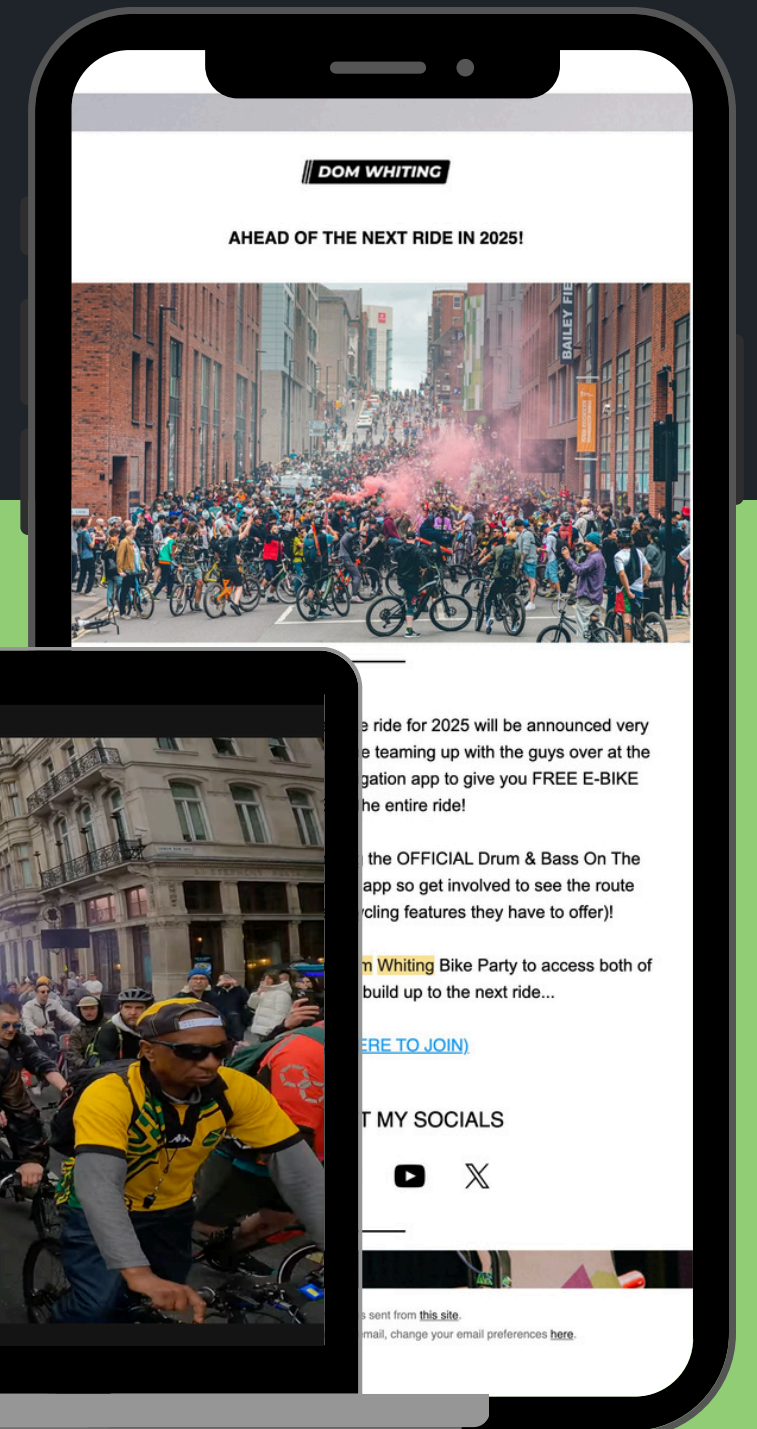 DOM WHITING
AHEAD OF THE NEXT RIDE IN 2025!
BAILEY FIE
e ride for 2025 will be announced very
e teaming up with the guys over at the
gation app to give you FREE E-BIKE
he entire ride!
the OFFICIAL Drum & Bass On The
app so get involved to see the route
cling features they have to offer)!
m Whiting Bike Party to access both of
build up to the next ride...
ERE TO JOIN)
T MY SOCIALS
s sent from this site.
mail, change your email preferences here.